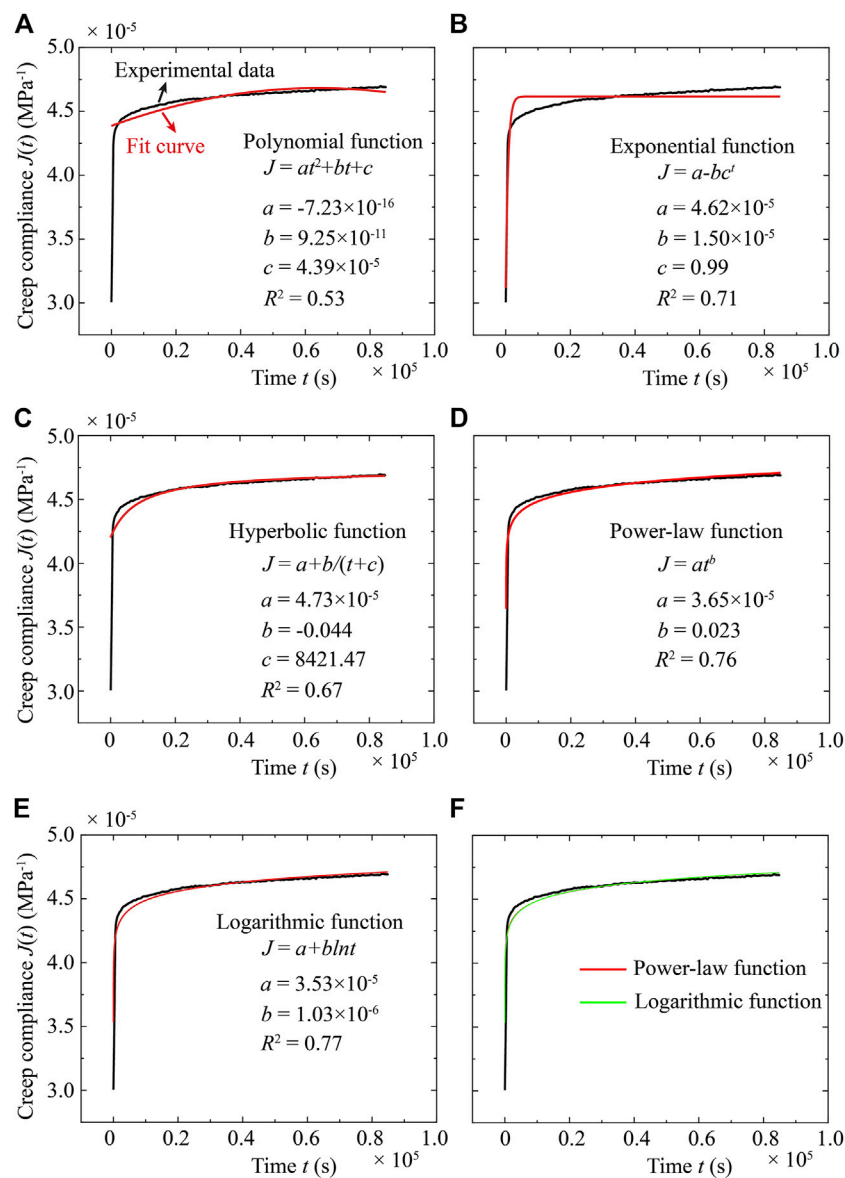 A
× 10⁻⁵
5.0
4.5
4.0
3.5
3.0
Creep compliance J(t) (MPa⁻¹)
Experimental data
Fit curve
Polynomial function
J = at²+bt+c
a = -7.23×10⁻¹⁶
b = 9.25×10⁻¹¹
c = 4.39×10⁻⁵
R² = 0.53
0 0.2 0.4 0.6 0.8 1.0
Time t (s)
× 10⁵
B
Exponential function
J = a-bcᵗ
a = 4.62×10⁻⁵
b = 1.50×10⁻⁵
c = 0.99
R² = 0.71
0 0.2 0.4 0.6 0.8 1.0
Time t (s)
× 10⁵
C
× 10⁻⁵
5.0
4.5
4.0
3.5
3.0
Creep compliance J(t) (MPa⁻¹)
Hyperbolic function
J = a+b/(t+c)
a = 4.73×10⁻⁵
b = -0.044
c = 8421.47
R² = 0.67
0 0.2 0.4 0.6 0.8 1.0
Time t (s)
× 10⁵
D
Power-law function
J = atᵇ
a = 3.65×10⁻⁵
b = 0.023
R² = 0.76
0 0.2 0.4 0.6 0.8 1.0
Time t (s)
× 10⁵
E
× 10⁻⁵
5.0
4.5
4.0
3.5
3.0
Creep compliance J(t) (MPa⁻¹)
Logarithmic function
J = a+blnt
a = 3.53×10⁻⁵
b = 1.03×10⁻⁶
R² = 0.77
0 0.2 0.4 0.6 0.8 1.0
Time t (s)
× 10⁵
F
Power-law function
Logarithmic function
0 0.2 0.4 0.6 0.8 1.0
Time t (s)
× 10⁵